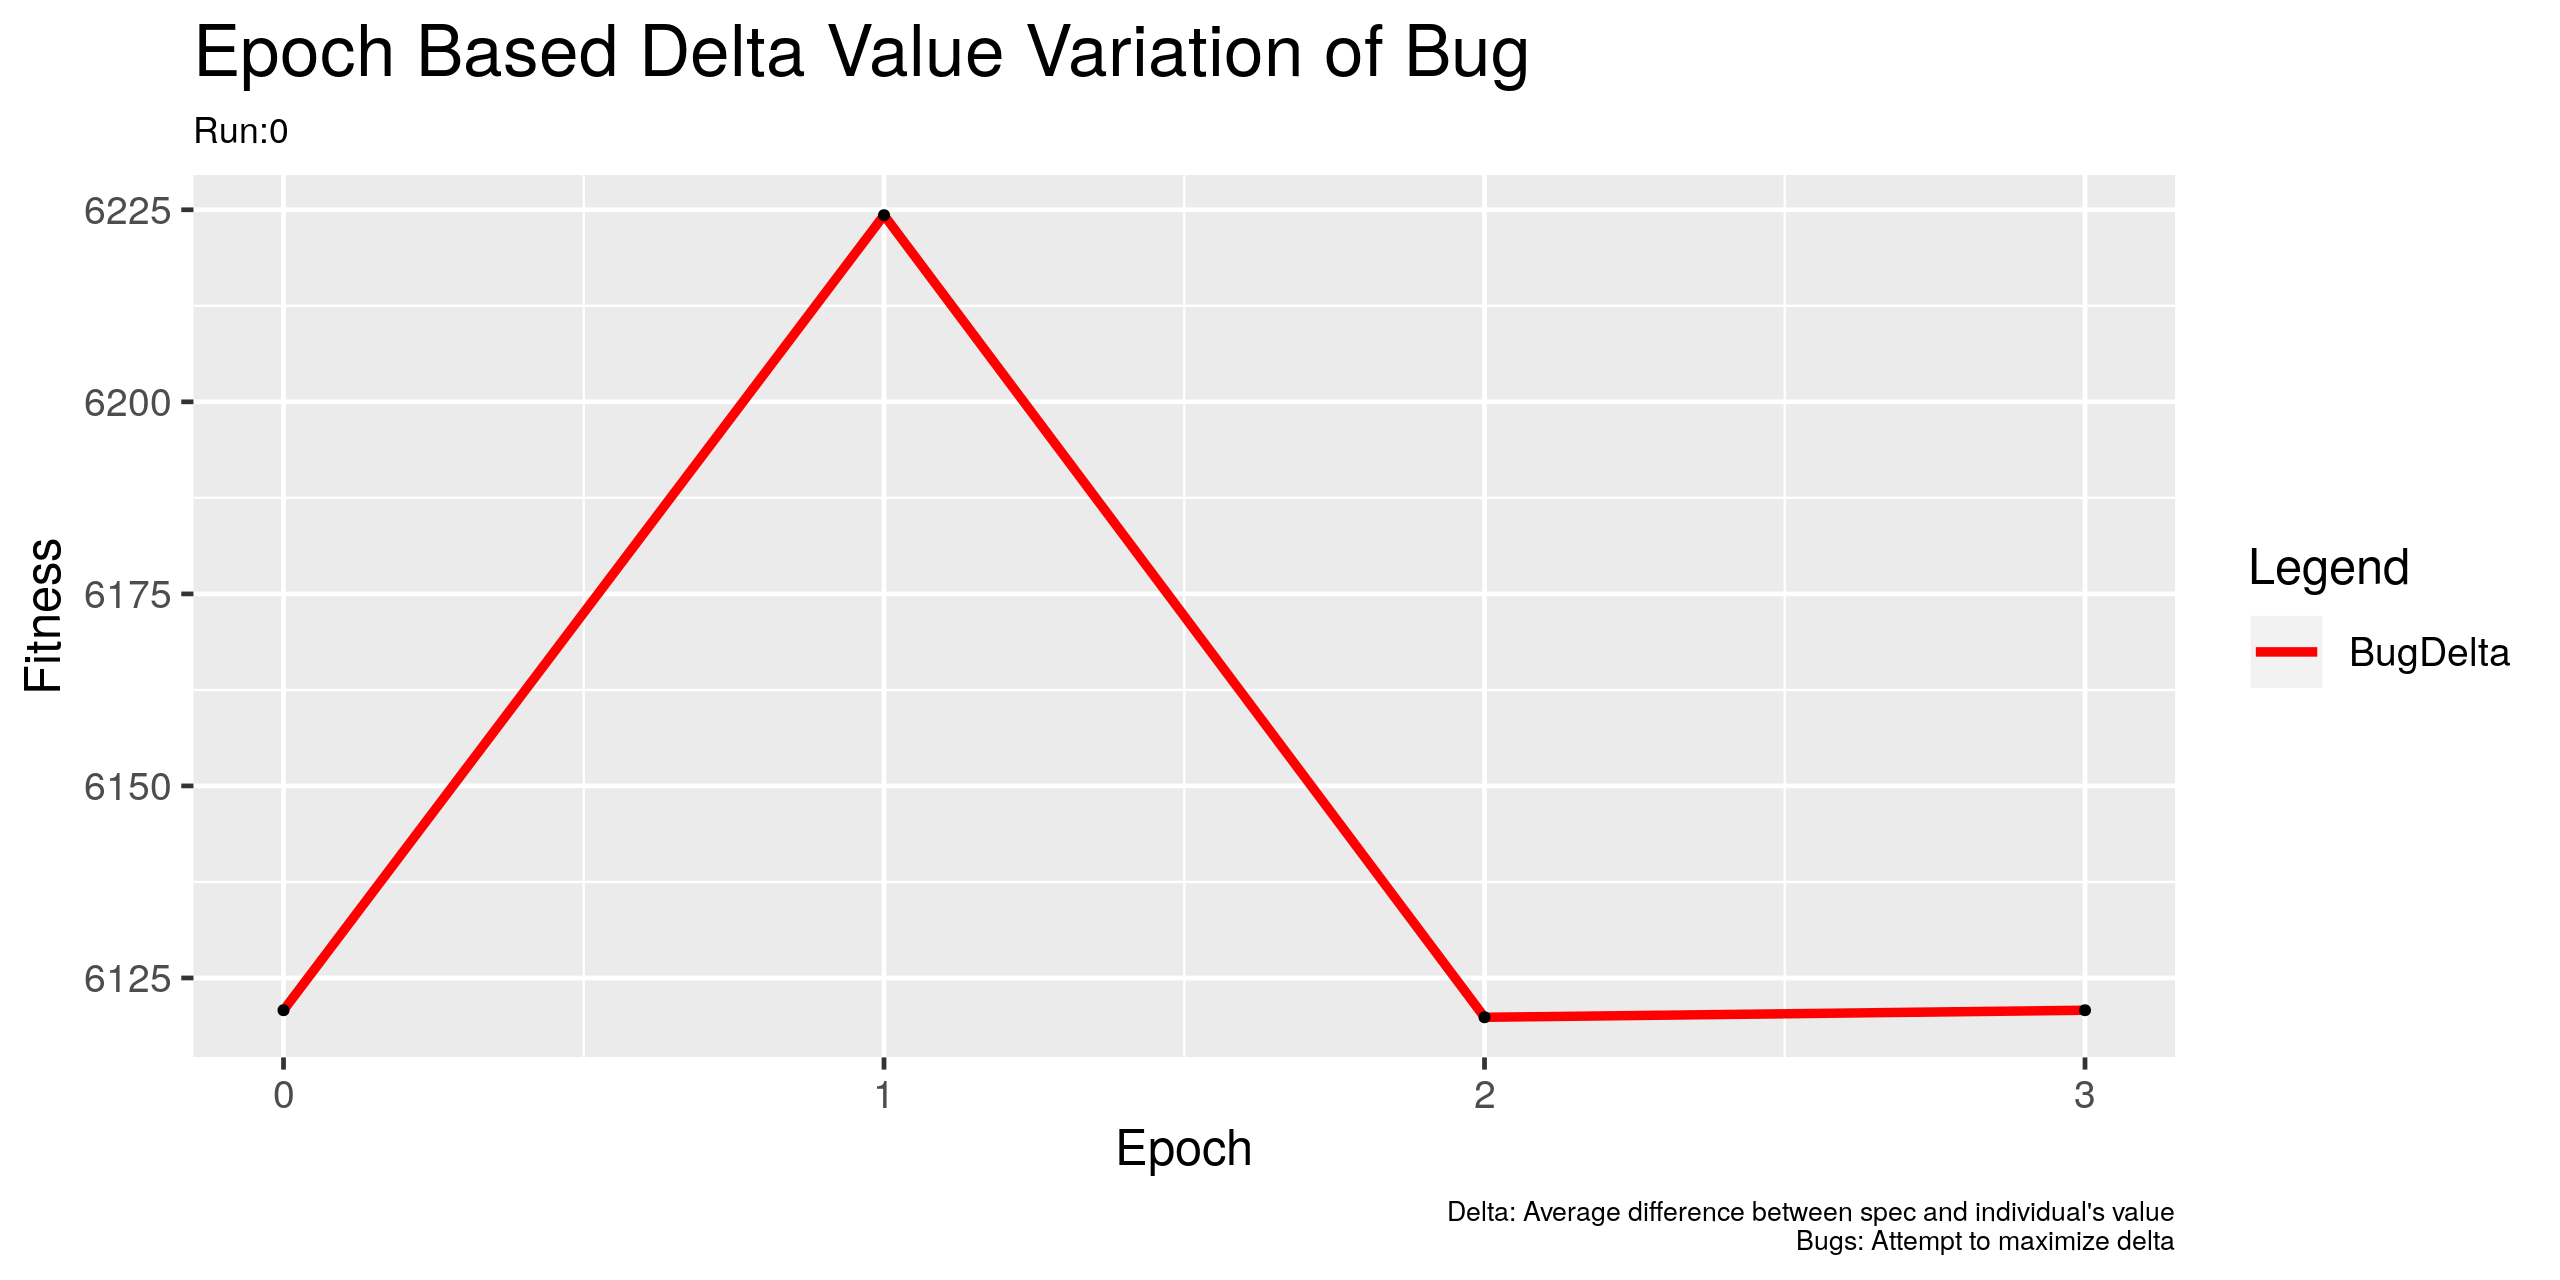 Epoch Based Delta Value Variation of Bug
Run:0
6225
6200
6175
6150
6125
Fitness
0 1 2 3
Epoch
Legend
BugDelta
Delta: Average difference between spec and individual's value
Bugs: Attempt to maximize delta